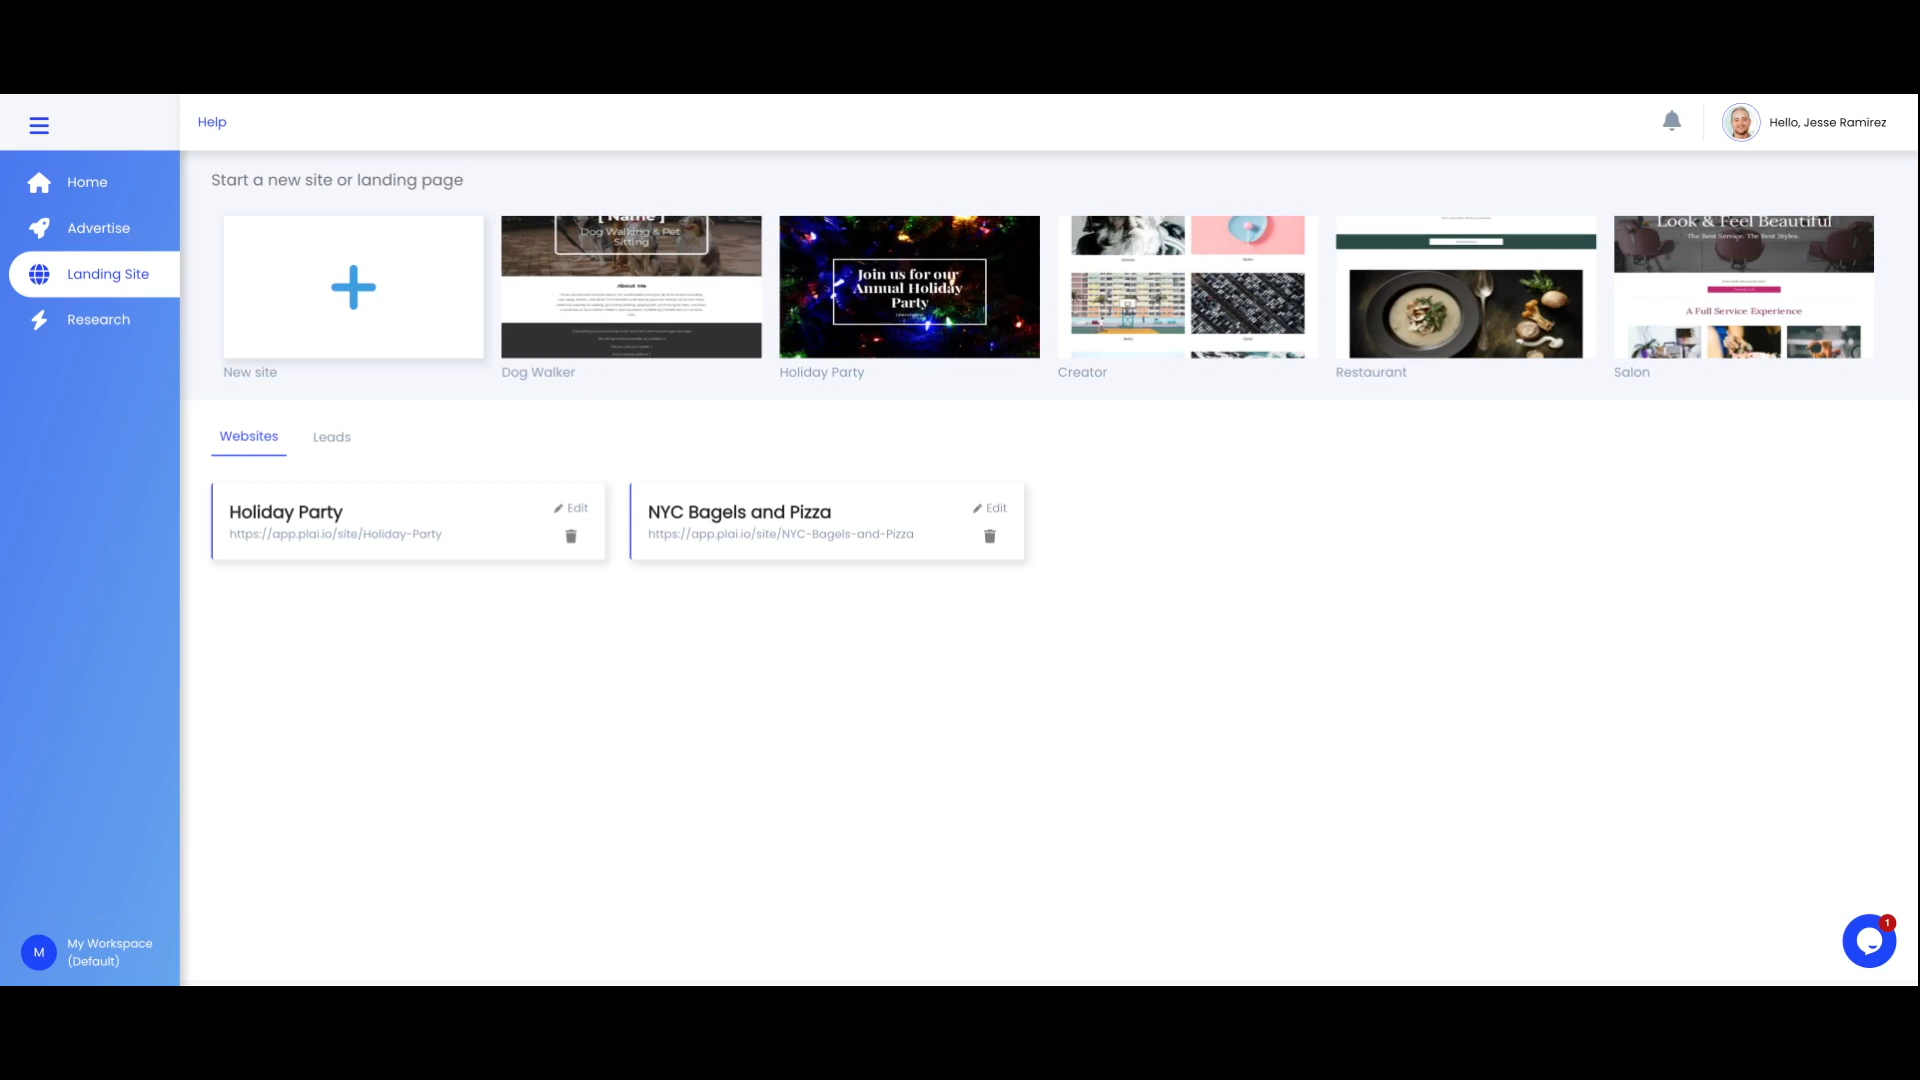 Help
Hello, Jesse Ramirez
Home
Advertise
Landing Site
Research
Start a new site or landing page
[ Name ]
Dog Walking & Pet
Sitting
About Me
Join us for our
Annual Holiday
Party
Look & Feel Beautiful
The Best Service. The Best Styles.
A Full Service Experience
New site
Dog Walker
Holiday Party
Creator
Restaurant
Salon
Websites
Leads
Holiday Party
Edit
https://app.plai.io/site/Holiday-Party
NYC Bagels and Pizza
Edit
https://app.plai.io/site/NYC-Bagels-and-Pizza
M
My Workspace
(Default)
1